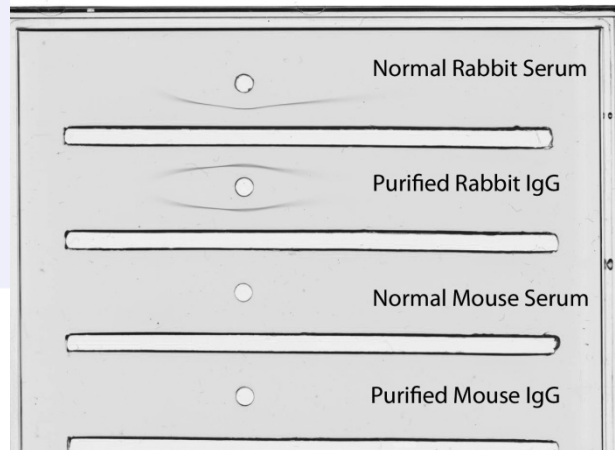 Normal Rabbit Serum
Purified Rabbit IgG
Normal Mouse Serum
Purified Mouse IgG